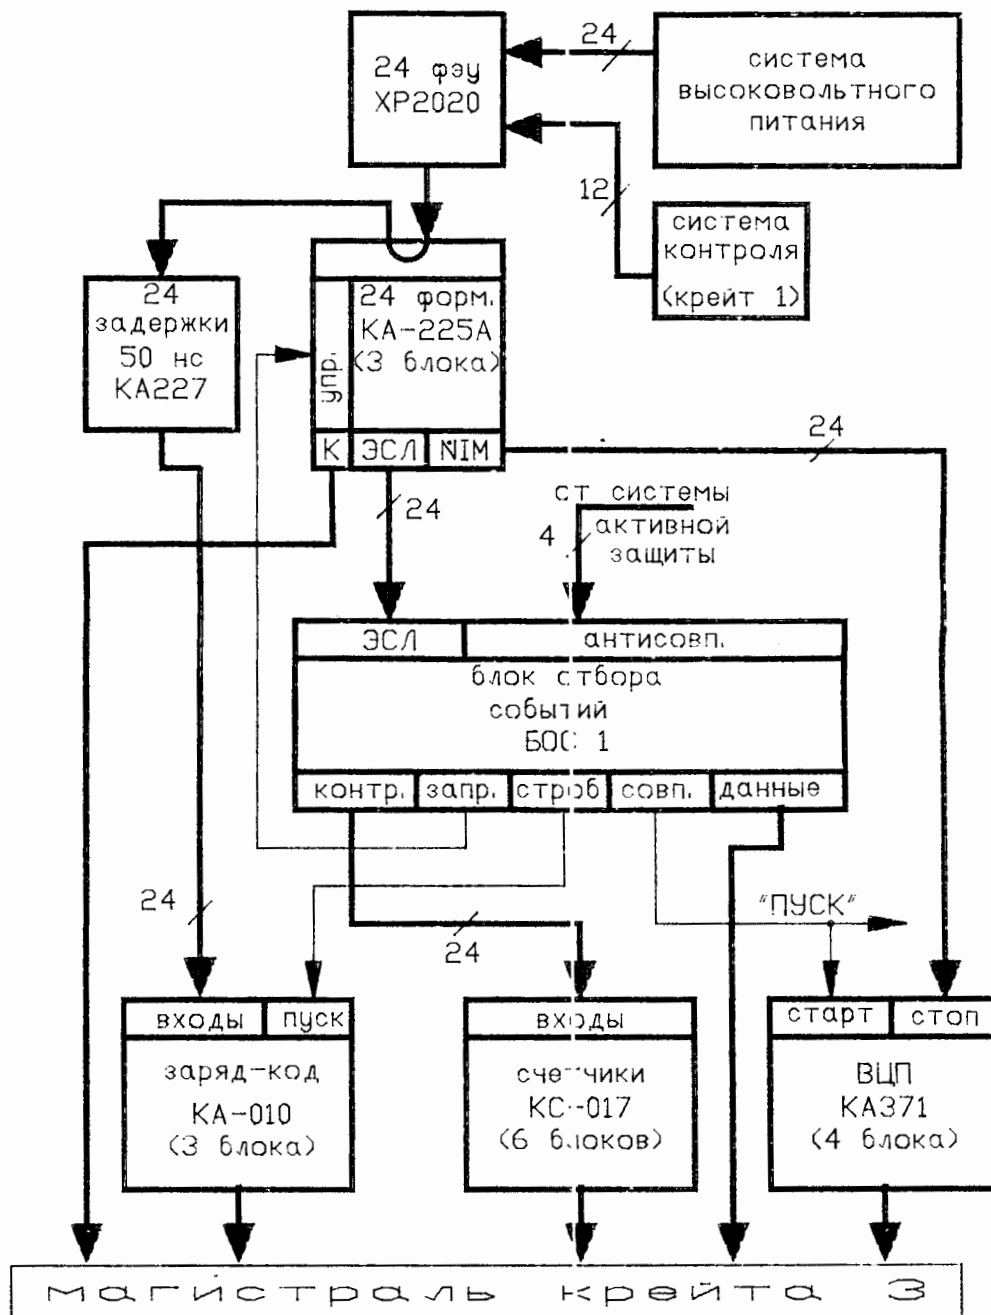 24 фэу
XP2020
24
система
высоковольтного
питания
12
система
контроля
(крейт 1)
24
задержки
50 нс
КА227
24 форм.
КА-225А
(3 блока)
упр.
К
ЭСЛ
NIM
24
24
от системы
активной
защиты
4
ЭСЛ
антисовп.
блок отбора
событий
БОС 1
контр.
запр.
строб
совп.
данные
24
24
"ПУСК"
входы
пуск
заряд-код
КА-010
(3 блока)
входы
счетчики
КС-017
(6 блоков)
старт
стоп
ВЦП
КА371
(4 блока)
магистраль крейта 3